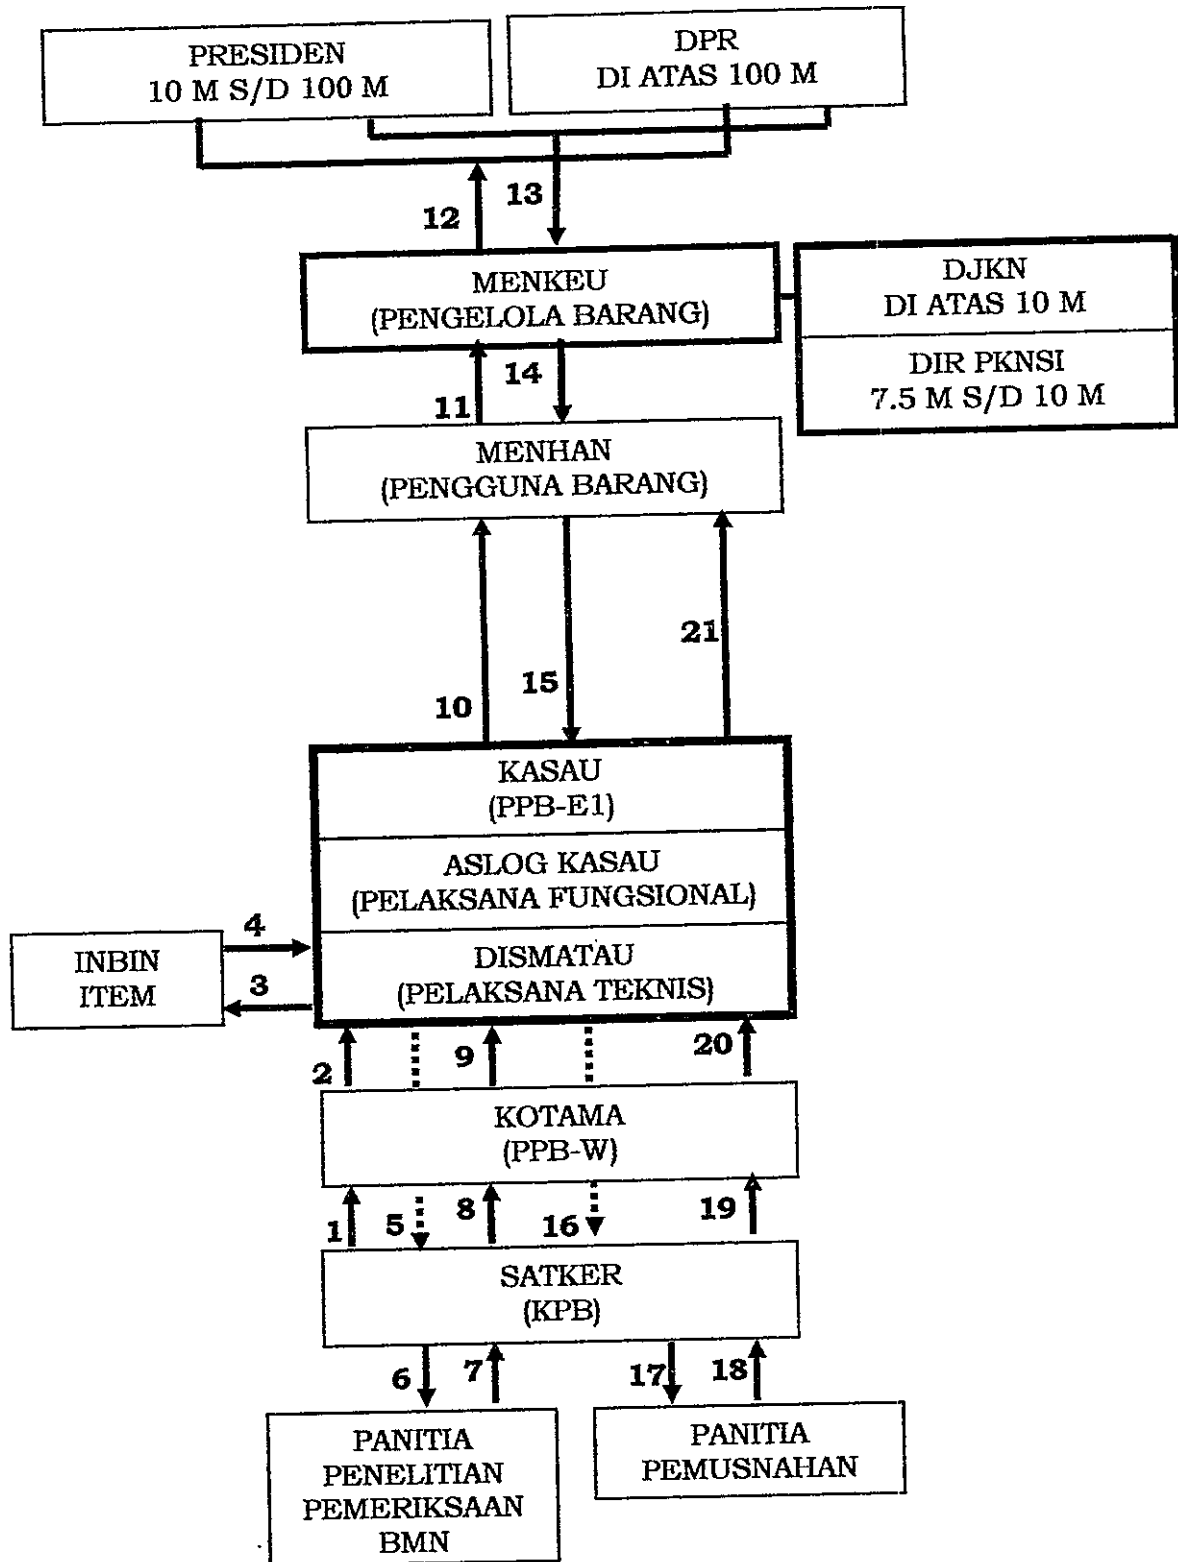 PRESIDEN
10 M S/D 100 M
DPR
DI ATAS 100 M
12
13
MENKEU
(PENGELOLA BARANG)
DJKN
DI ATAS 10 M
DIR PKNSI
7.5 M S/D 10 M
11
14
MENHAN
(PENGGUNA BARANG)
10
15
21
KASAU
(PPB-E1)
ASLOG KASAU
(PELAKSANA FUNGSIONAL)
DISMATAU
(PELAKSANA TEKNIS)
INBIN
ITEM
4
3
2
9
20
KOTAMA
(PPB-W)
1
5
8
16
19
SATKER
(KPB)
6
7
17
18
PANITIA
PENELITIAN
PEMERIKSAAN
BMN
PANITIA
PEMUSNAHAN